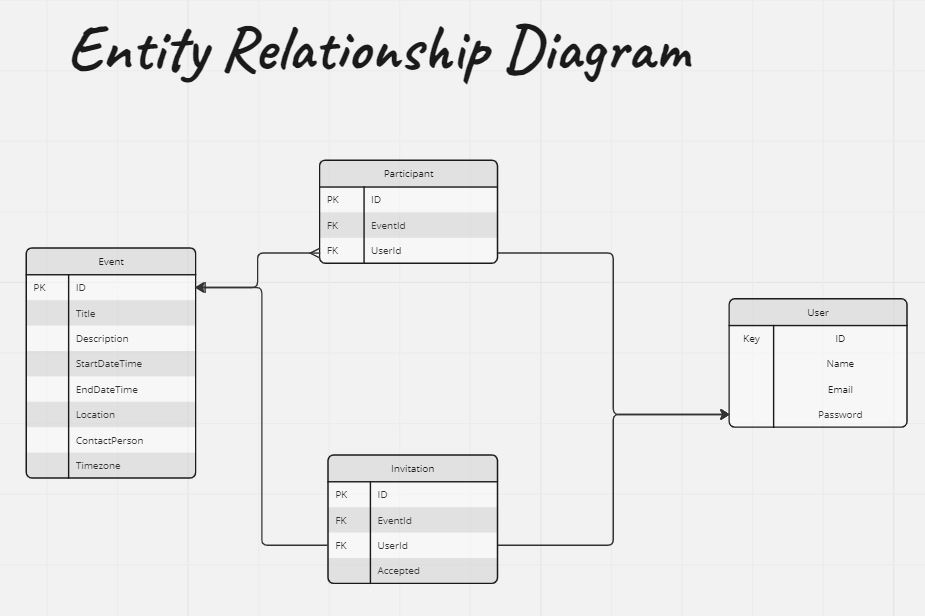 Entity Relationship Diagram
Participant
PK ID
FK EventId
FK UserId
Event
PK ID
Title
Description
StartDateTime
EndDateTime
Location
ContactPerson
Timezone
User
Key ID
Name
Email
Password
Invitation
PK ID
FK EventId
FK UserId
Accepted